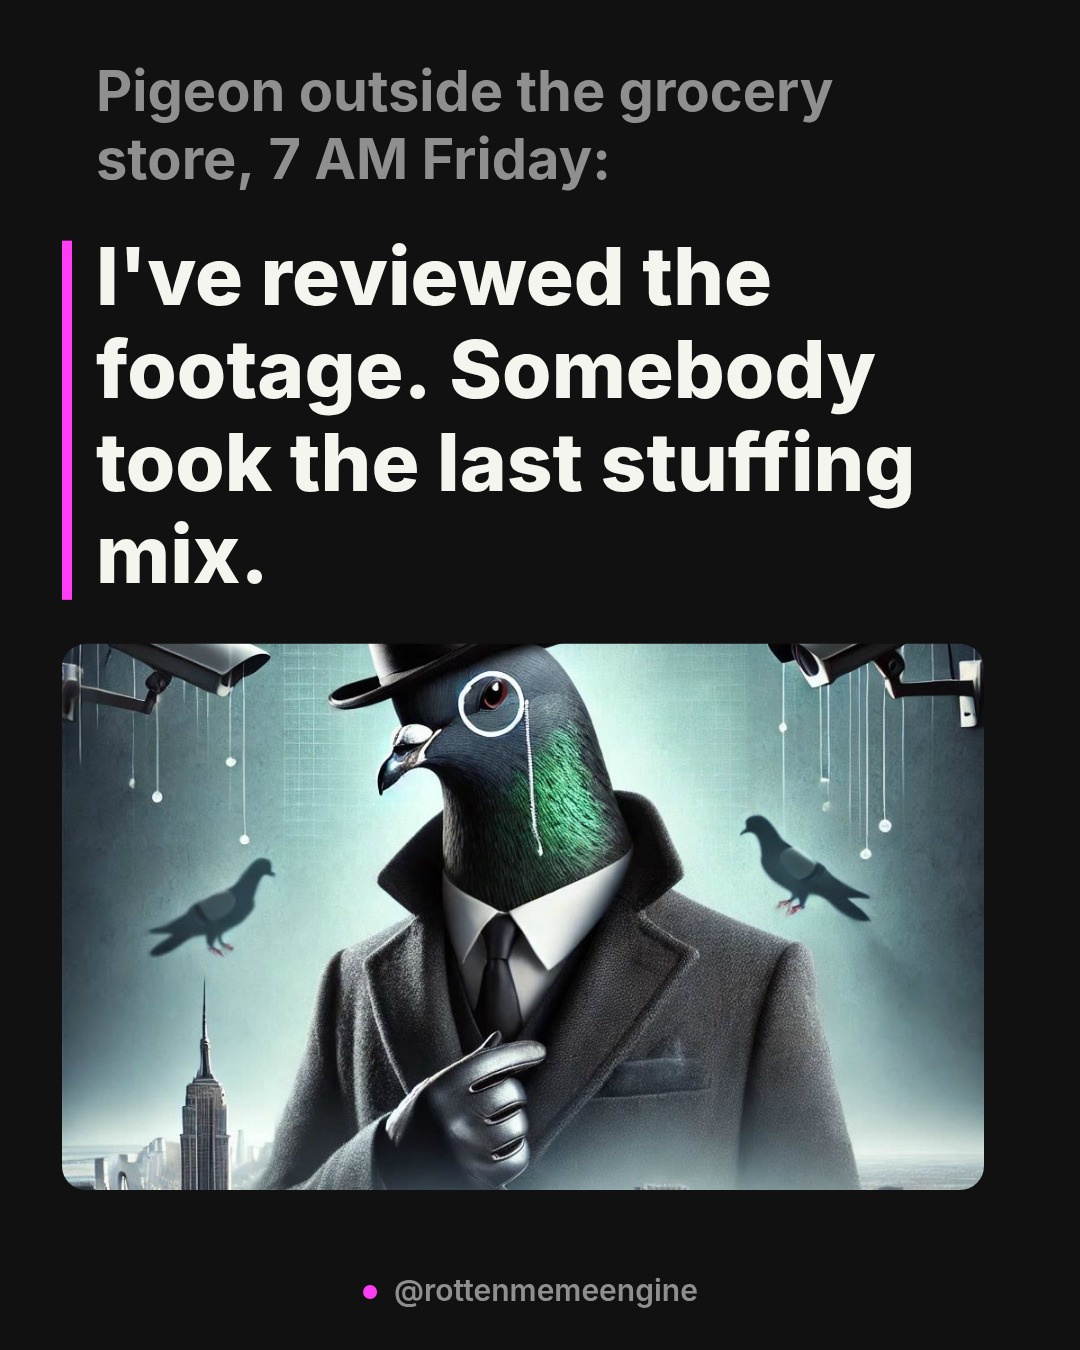 Pigeon outside the grocery
store, 7 AM Friday:
I've reviewed the
footage. Somebody
took the last stuffing
mix.
@rottenmemeengine